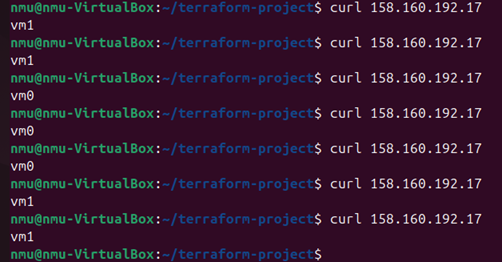 nmu@nmu-VirtualBox:~/terraform-project$ curl 158.160.192.17
vm1
nmu@nmu-VirtualBox:~/terraform-project$ curl 158.160.192.17
vm1
nmu@nmu-VirtualBox:~/terraform-project$ curl 158.160.192.17
vm0
nmu@nmu-VirtualBox:~/terraform-project$ curl 158.160.192.17
vm0
nmu@nmu-VirtualBox:~/terraform-project$ curl 158.160.192.17
vm0
nmu@nmu-VirtualBox:~/terraform-project$ curl 158.160.192.17
vm1
nmu@nmu-VirtualBox:~/terraform-project$ curl 158.160.192.17
vm1
nmu@nmu-VirtualBox:~/terraform-project$